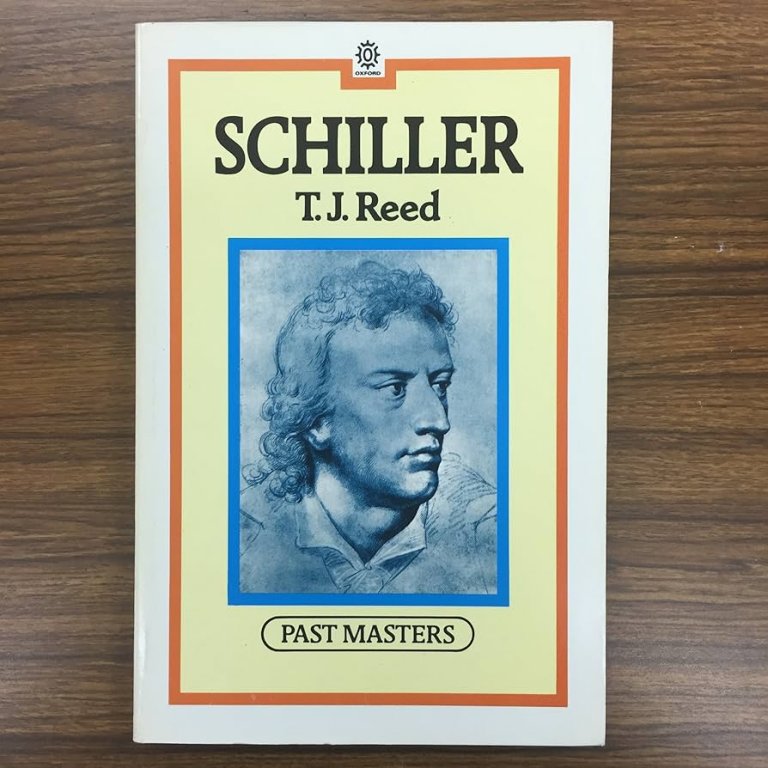 OXFORD
SCHILLER
T. J. Reed
PAST MASTERS